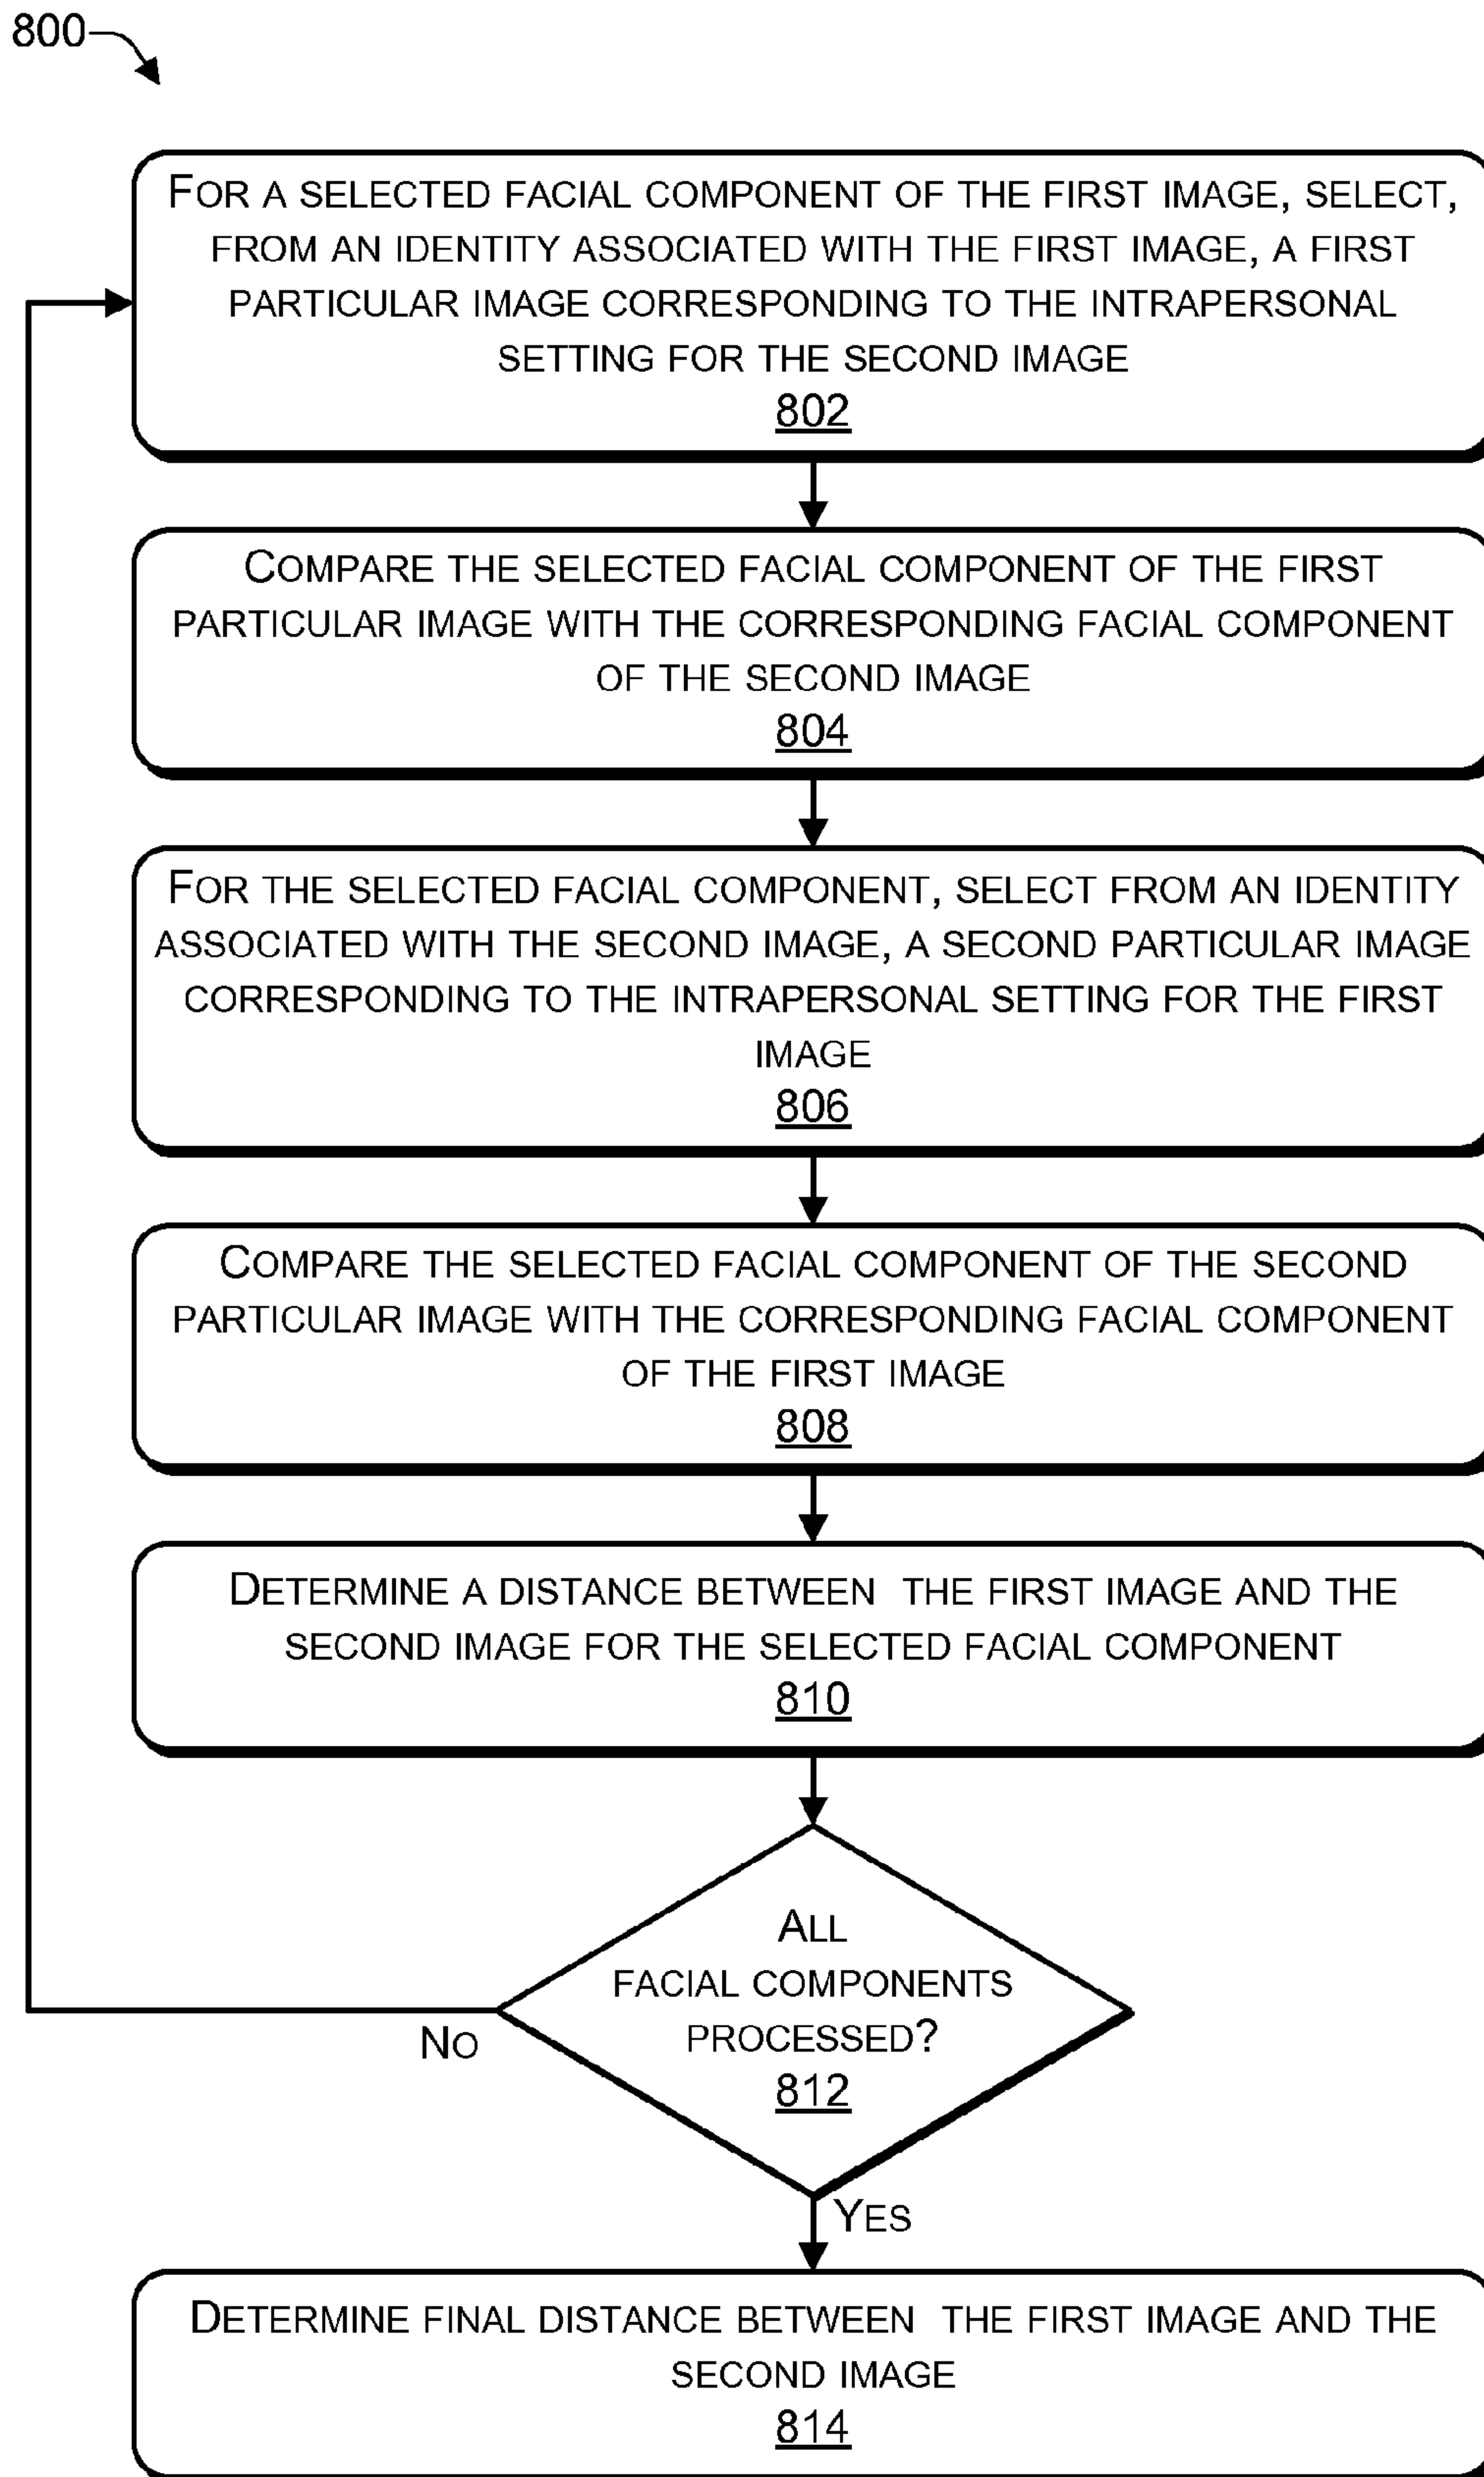 800
FOR A SELECTED FACIAL COMPONENT OF THE FIRST IMAGE, SELECT,
FROM AN IDENTITY ASSOCIATED WITH THE FIRST IMAGE, A FIRST
PARTICULAR IMAGE CORRESPONDING TO THE INTRAPERSONAL
SETTING FOR THE SECOND IMAGE
802
COMPARE THE SELECTED FACIAL COMPONENT OF THE FIRST
PARTICULAR IMAGE WITH THE CORRESPONDING FACIAL COMPONENT
OF THE SECOND IMAGE
804
FOR THE SELECTED FACIAL COMPONENT, SELECT FROM AN IDENTITY
ASSOCIATED WITH THE SECOND IMAGE, A SECOND PARTICULAR IMAGE
CORRESPONDING TO THE INTRAPERSONAL SETTING FOR THE FIRST
IMAGE
806
COMPARE THE SELECTED FACIAL COMPONENT OF THE SECOND
PARTICULAR IMAGE WITH THE CORRESPONDING FACIAL COMPONENT
OF THE FIRST IMAGE
808
DETERMINE A DISTANCE BETWEEN THE FIRST IMAGE AND THE
SECOND IMAGE FOR THE SELECTED FACIAL COMPONENT
810
ALL
FACIAL COMPONENTS
PROCESSED?
812
NO
YES
DETERMINE FINAL DISTANCE BETWEEN THE FIRST IMAGE AND THE
SECOND IMAGE
814